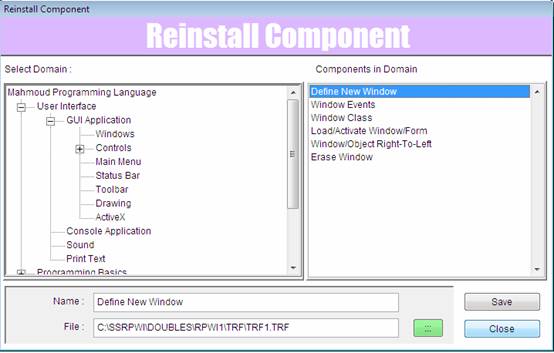 Reinstall Component
Reinstall Component
Select Domain :
Components in Domain
Mahmoud Programming Language
User Interface
GUI Application
Windows
Controls
Main Menu
Status Bar
Toolbar
Drawing
ActiveX
Console Application
Sound
Print Text
Programming Basics
Define New Window
Window Events
Window Class
Load/Activate Window/Form
Window/Object Right-To-Left
Erase Window
Name : Define New Window
Save
File : C:\SSRPWI\DOUBLES\RPWI1\TRF\TRF1.TRF
:::
Close